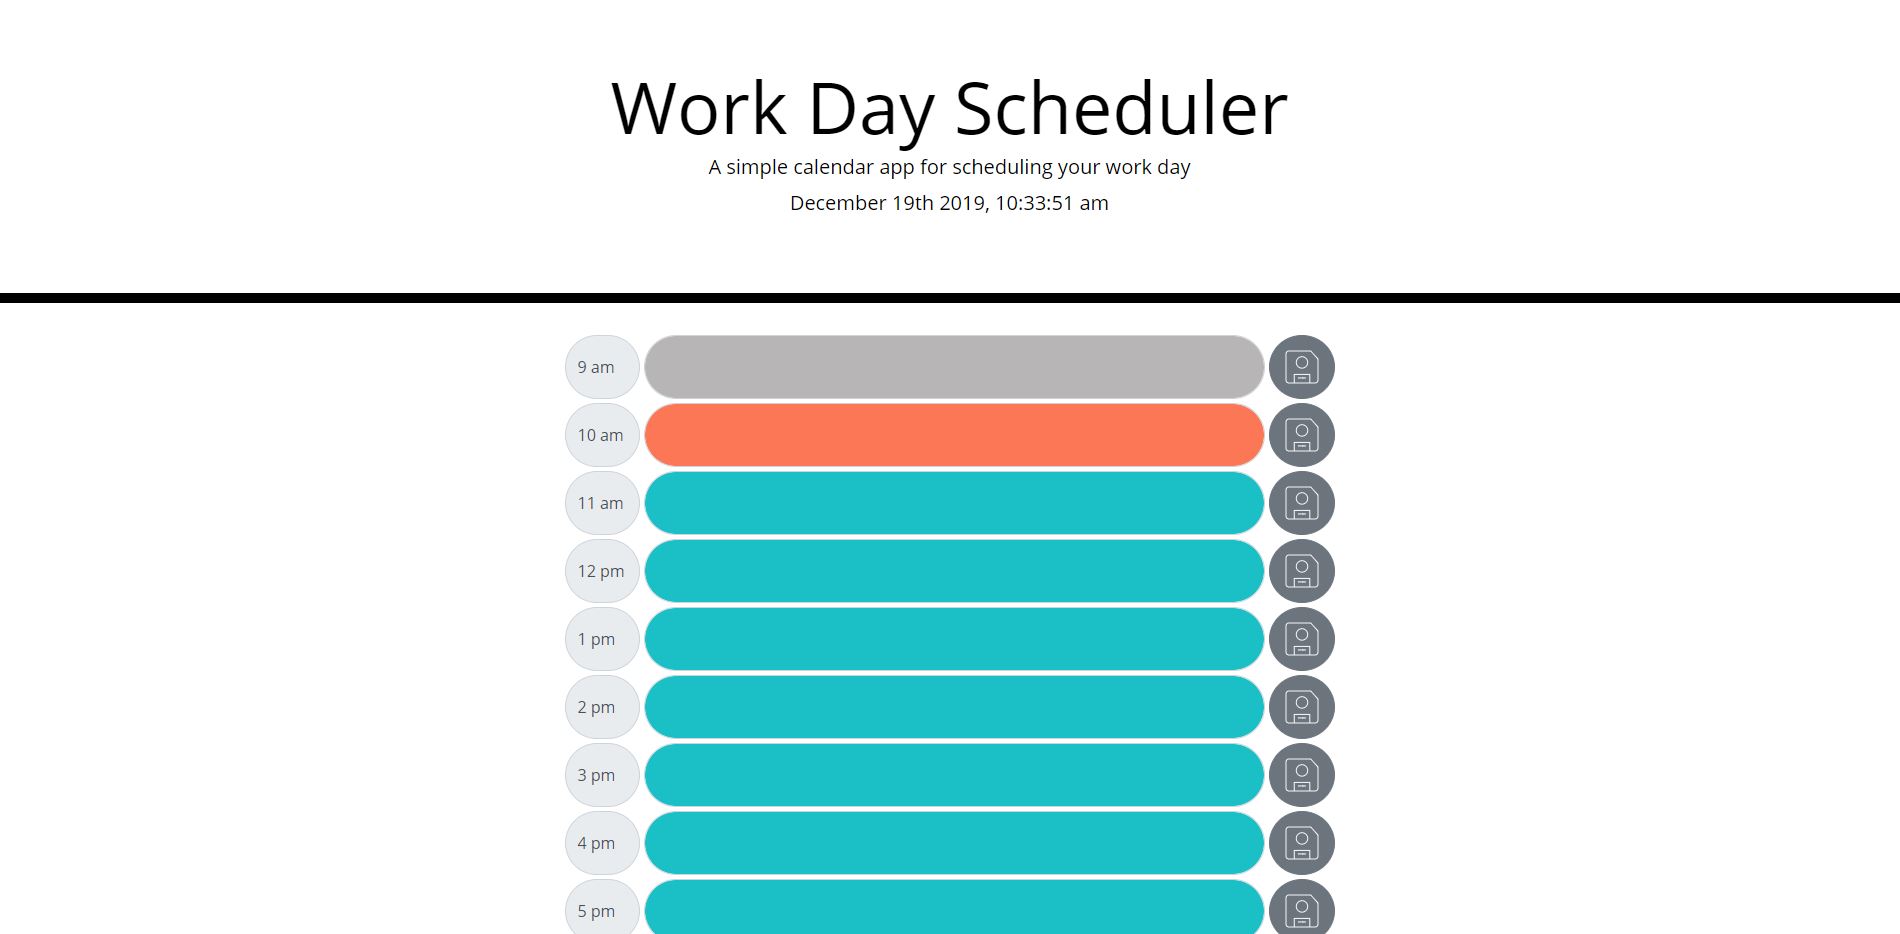 Work Day Scheduler
A simple calendar app for scheduling your work day
December 19th 2019, 10:33:51 am
9 am
10 am
11 am
12 pm
1 pm
2 pm
3 pm
4 pm
5 pm